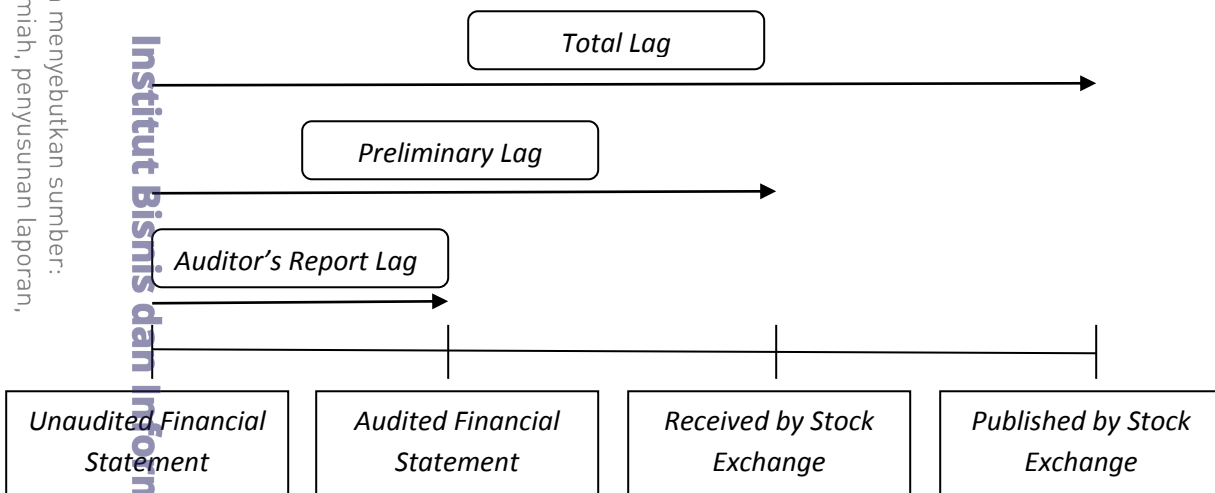 Total Lag
Preliminary Lag
Auditor's Report Lag
Unaudited Financial
Statement
Audited Financial
Statement
Received by Stock
Exchange
Published by Stock
Exchange
Institut Bisnis dan Inform
menyebutkan sumber:
penyusunan laporan,